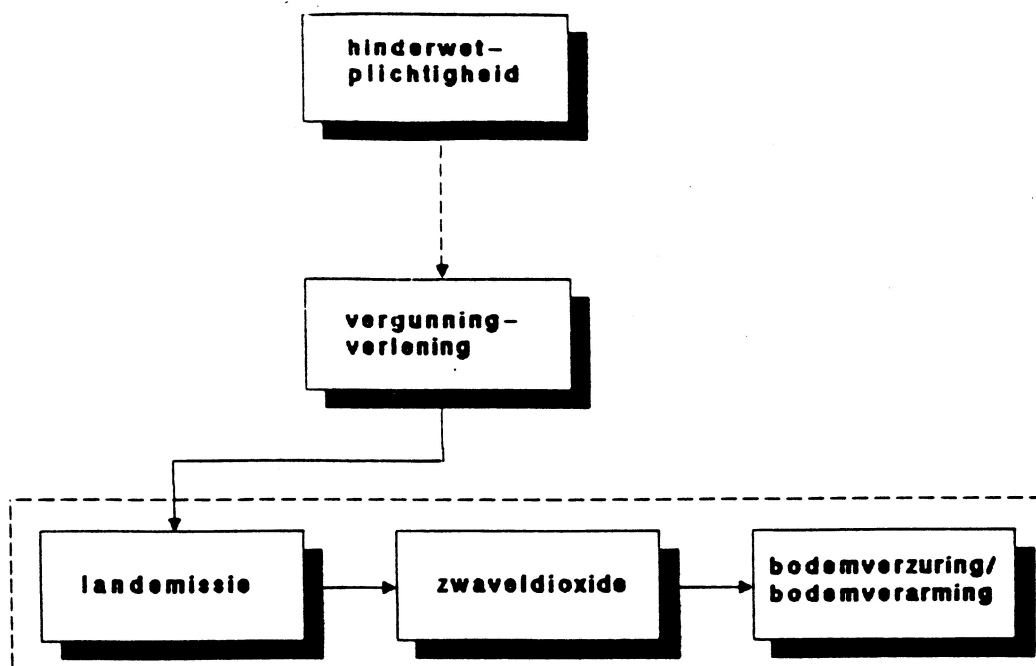 hinderwet-
plichtigheid
vergunning-
verlening
landemissie
zwaveldioxide
bodemverzuring/
bodemverarming